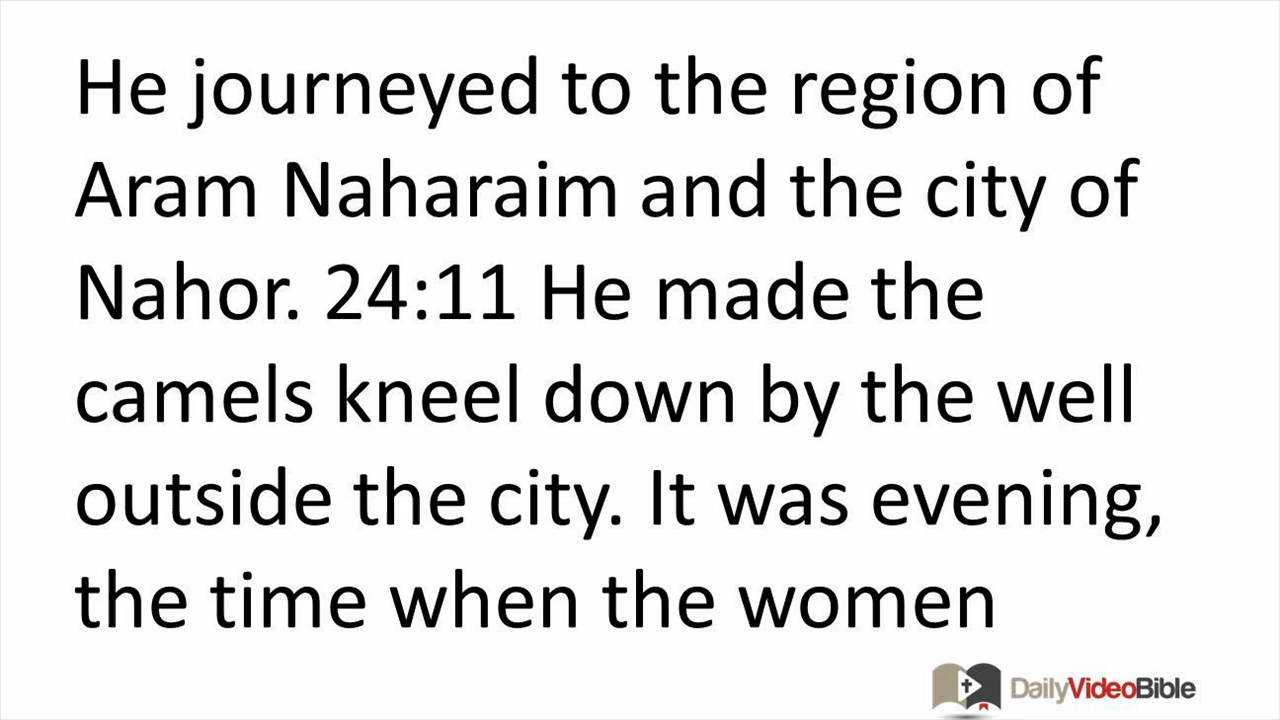 He journeyed to the region of
Aram Naharaim and the city of
Nahor. 24:11 He made the
camels kneel down by the well
outside the city. It was evening,
the time when the women
DailyVideoBible